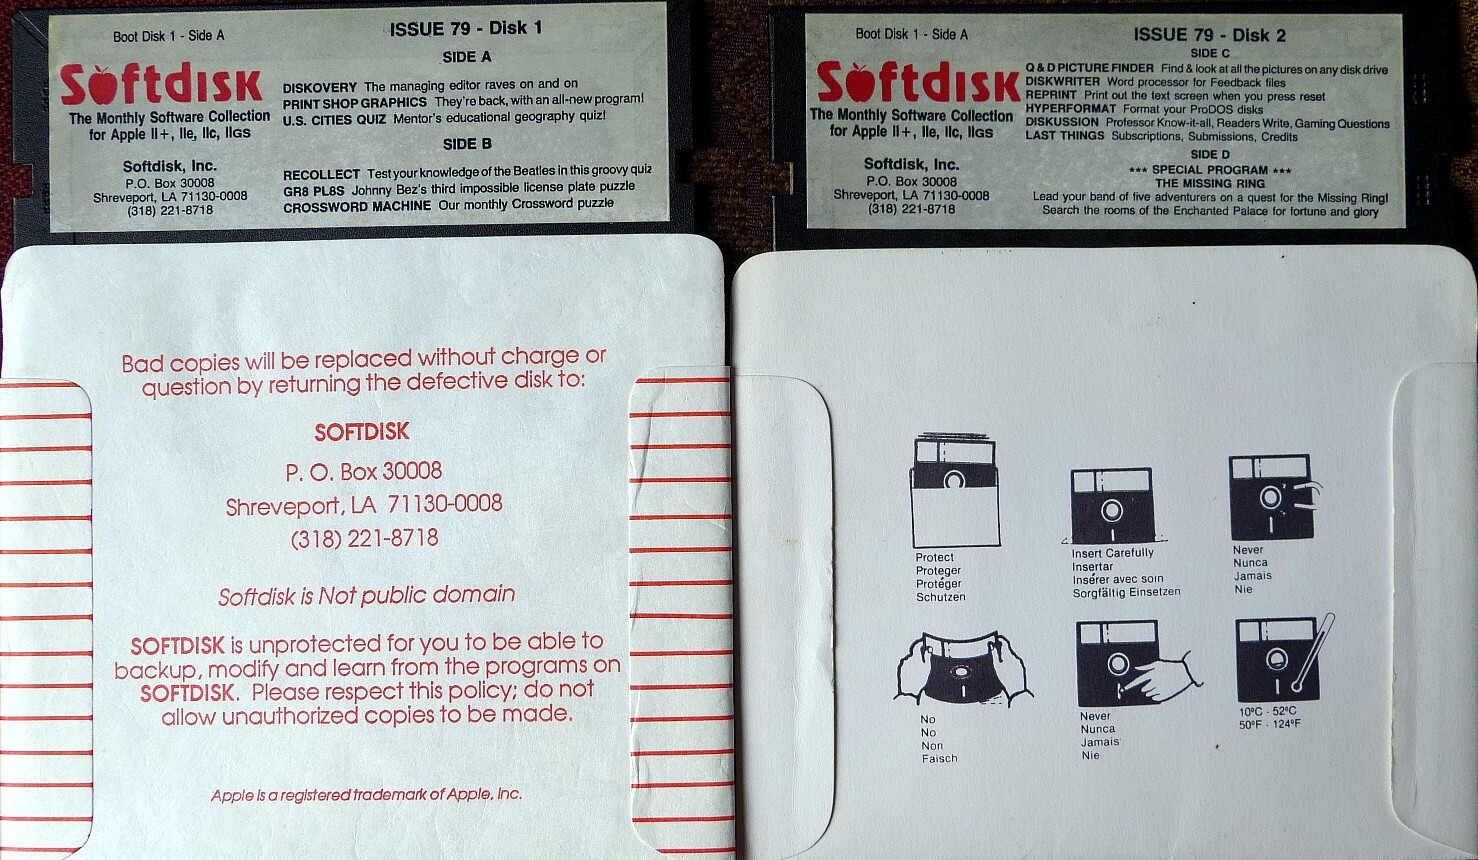 Boot Disk 1 - Side A
Softdisk
The Monthly Software Collection
for Apple II+, IIe, IIc, IIGS
Softdisk, Inc.
P.O. Box 30008
Shreveport, LA 71130-0008
(318) 221-8718
ISSUE 79 - Disk 1
SIDE A
DISKOVERY The managing editor raves on and on
PRINT SHOP GRAPHICS They're back, with an all-new program!
U.S. CITIES QUIZ Mentor's educational geography quiz!
SIDE B
RECOLLECT Test your knowledge of the Beatles in this groovy quiz
GR8 PL8S Johnny Bez's third impossible license plate puzzle
CROSSWORD MACHINE Our monthly Crossword puzzle
Bad copies will be replaced without charge or
question by returning the defective disk to:
SOFTDISK
P. O. Box 30008
Shreveport, LA 71130-0008
(318) 221-8718
Softdisk is Not public domain
SOFTDISK is unprotected for you to be able to
backup, modify and learn from the programs on
SOFTDISK. Please respect this policy; do not
allow unauthorized copies to be made.
Apple is a registered trademark of Apple, Inc.
Boot Disk 1 - Side A
Softdisk
The Monthly Software Collection
for Apple II+, IIe, IIc, IIGS
Softdisk, Inc.
P.O. Box 30008
Shreveport, LA 71130-0008
(318) 221-8718
ISSUE 79 - Disk 2
SIDE C
Q & D PICTURE FINDER Find & look at all the pictures on any disk drive
DISKWRITER Word processor for Feedback files
REPRINT Print out the text screen when you press reset
HYPERFORMAT Format your ProDOS disks
DISKUSSION Professor Know-it-all, Readers Write, Gaming Questions
LAST THINGS Subscriptions, Submissions, Credits
SIDE D
*** SPECIAL PROGRAM ***
THE MISSING RING
Lead your band of five adventurers on a quest for the Missing Ring!
Search the rooms of the Enchanted Palace for fortune and glory
Protect
Proteger
Protéger
Schutzen
Insert Carefully
Insertar
Insérer avec soin
Sorgfältig Einsetzen
Never
Nunca
Jamais
Nie
No
No
Non
Falsch
Never
Nunca
Jamais
Nie
10°C - 52°C
50°F - 124°F